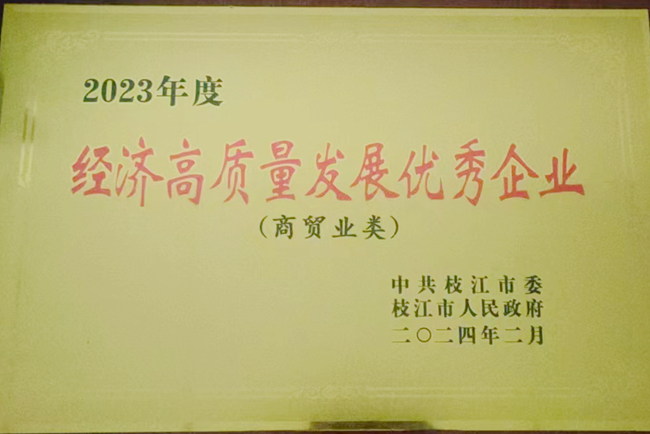 2023年度
经济高质量发展优秀企业
(商贸业类)
中共枝江市委
枝江市人民政府
二〇二四年二月